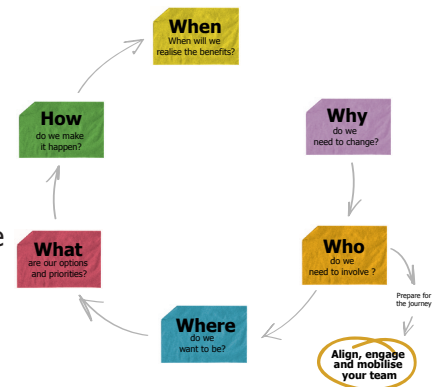 When
When will we
realise the benefits?
How
do we make
it happen?
Why
do we
need to change?
What
are our options
and priorities?
Who
do we
need to involve ?
Where
do we
want to be?
Prepare for
the journey
Align, engage
and mobilise
your team
e